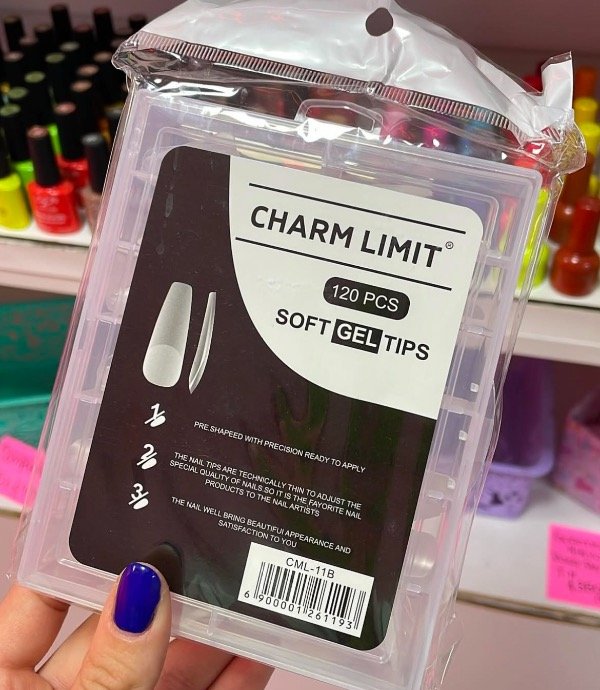 CHARM LIMIT®
120 PCS
SOFT GEL TIPS
1
PRE SHAPEED WITH PRECISION READY TO APPLY
2
THE NAIL TIPS ARE TECHNICALLY THIN TO ADJUST THE
SPECIAL QUALITY OF NAILS SO IT IS THE FAVORITE NAIL
PRODUCTS TO THE NAIL ARTISTS
3
THE NAIL WELL BRING BEAUTIFUL APPEARANCE AND
SATISFACTION TO YOU
CML-11B
6 900001 261193